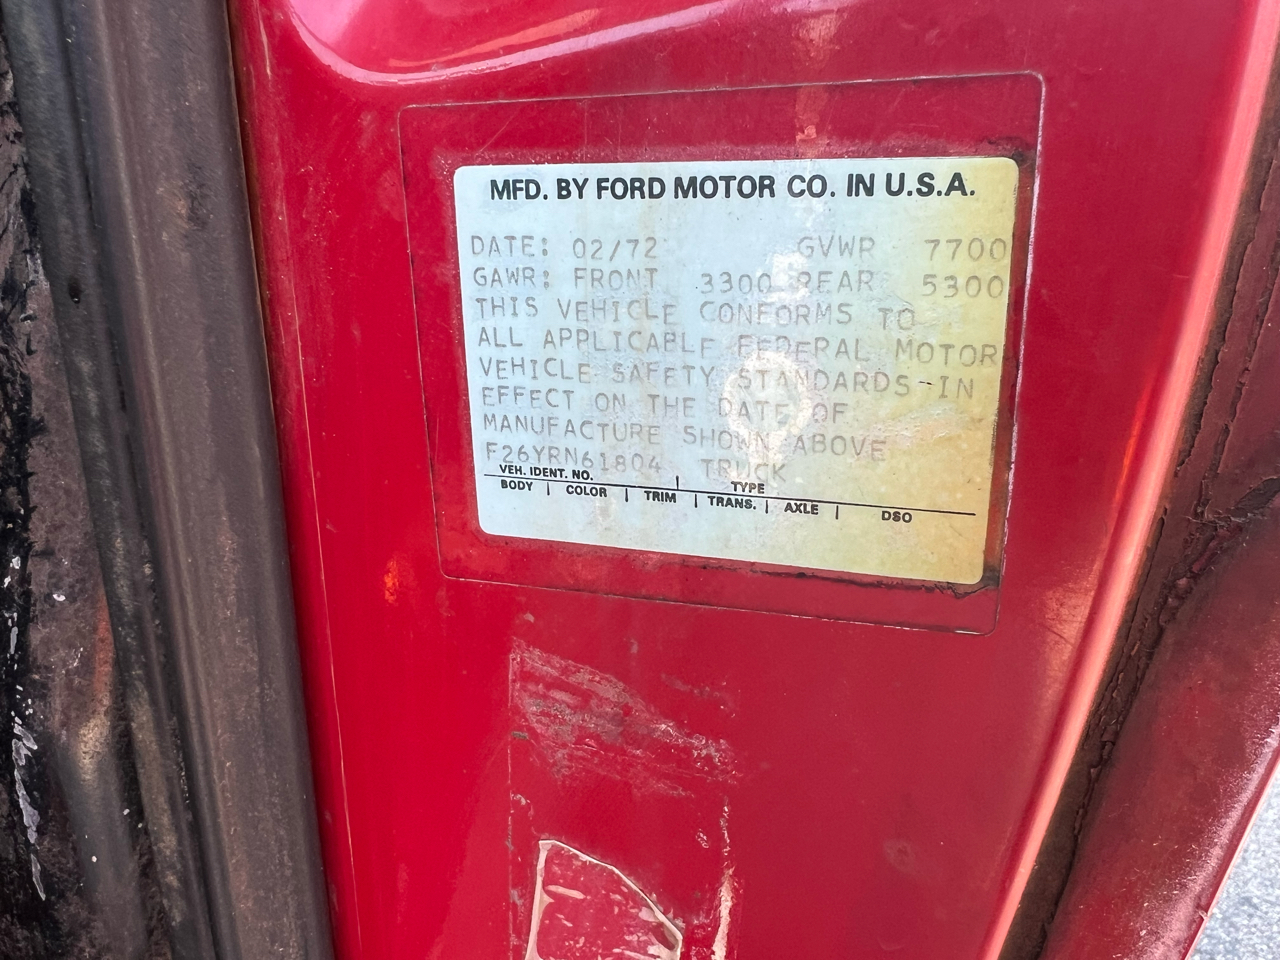 MFD. BY FORD MOTOR CO. IN U.S.A.
DATE: 02/72 GVWR 7700
GAWR: FRONT 3300 REAR 5300
THIS VEHICLE CONFORMS TO
ALL APPLICABLE FEDERAL MOTOR
VEHICLE SAFETY STANDARDS IN
EFFECT ON THE DATE OF
MANUFACTURE SHOWN ABOVE
F26YRN61804 TRUCK
VEH. IDENT. NO. TYPE
BODY COLOR TRIM TRANS. AXLE DSO